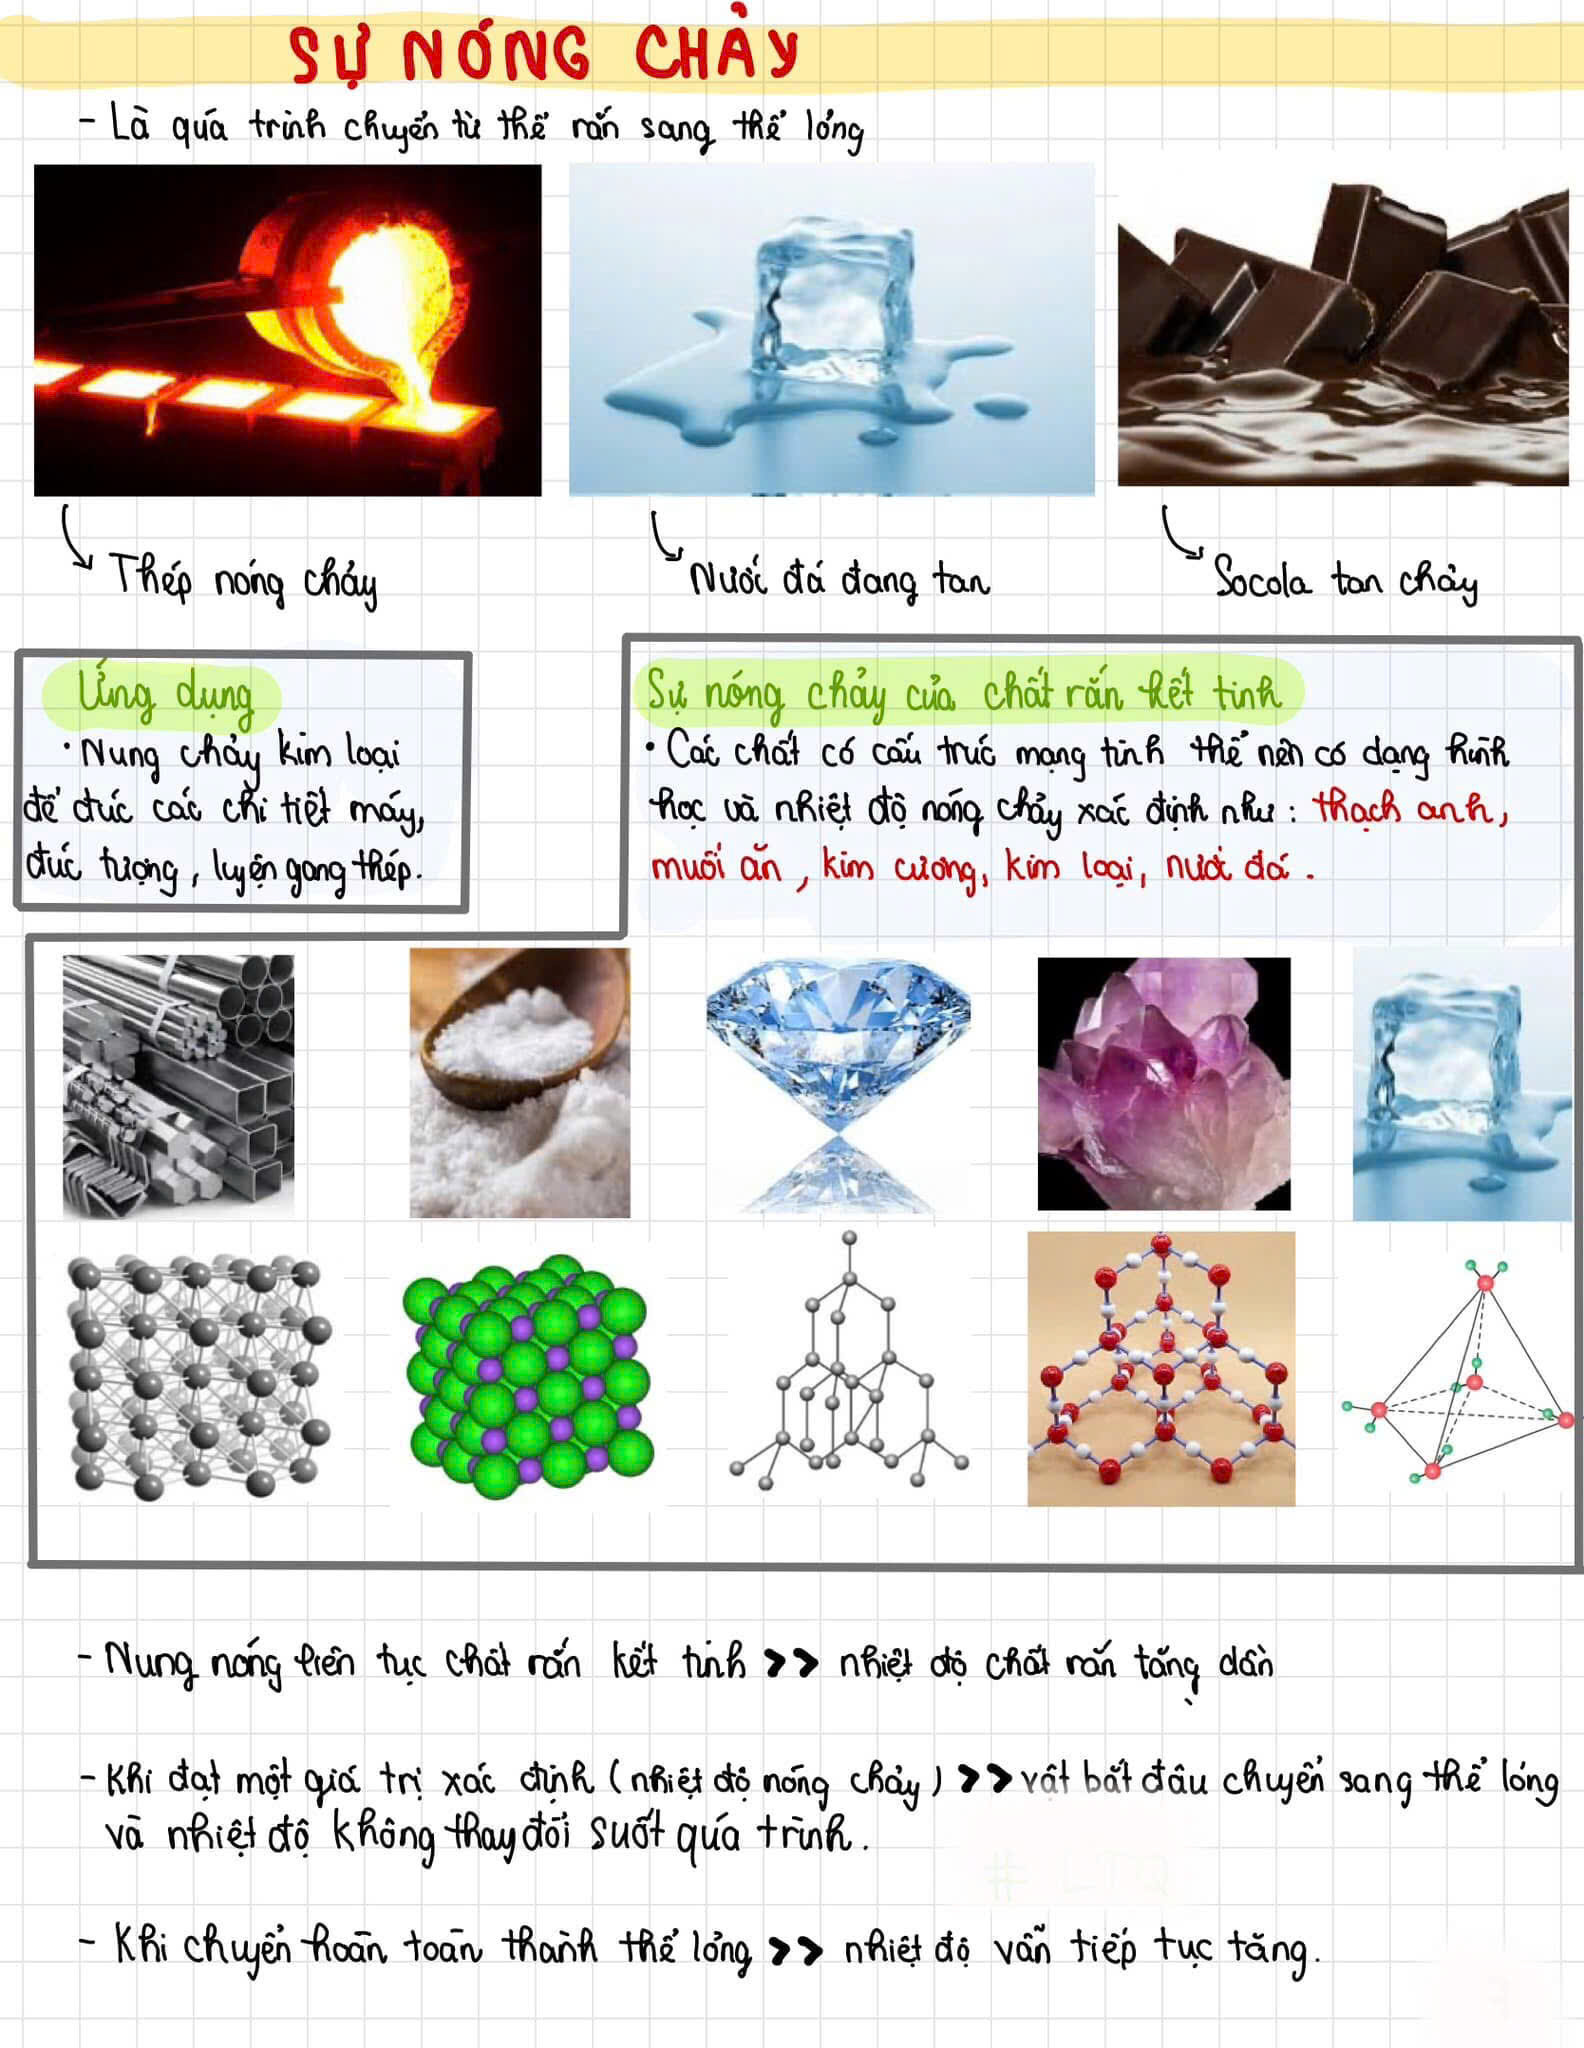 SỰ NÓNG CHẢY
- Là quá trình chuyển từ thể rắn sang thể lỏng
Thép nóng chảy
Nước đá đang tan
Socola tan chảy
Ứng dụng
• Nung chảy kim loại
để đúc các chi tiết máy,
đúc tượng, luyện gang thép.
Sự nóng chảy của chất rắn kết tinh
• Các chất có cấu trúc mạng tinh thể nên có dạng hình
học và nhiệt độ nóng chảy xác định như: thạch anh,
muối ăn, kim cương, kim loại, nước đá.
- Nung nóng liên tục chất rắn kết tinh >> nhiệt độ chất rắn tăng dần
- Khi đạt một giá trị xác định (nhiệt độ nóng chảy) >> vật bắt đầu chuyển sang thể lỏng
và nhiệt độ không thay đổi suốt quá trình.
# LTQ
- Khi chuyển hoàn toàn thành thể lỏng >> nhiệt độ vẫn tiếp tục tăng.